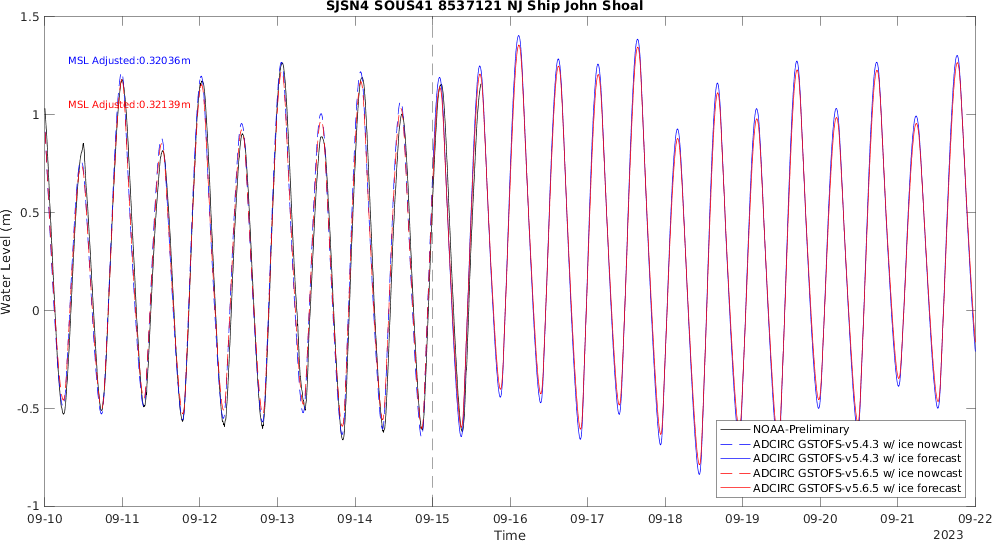 SJSN4 SOUS41 8537121 NJ Ship John Shoal
MSL Adjusted:0.32036m
MSL Adjusted:0.32139m
Water Level (m)
1.5
1
0.5
0
-0.5
-1
NOAA-Preliminary
ADCIRC GSTOFS-v5.4.3 w/ ice nowcast
ADCIRC GSTOFS-v5.4.3 w/ ice forecast
ADCIRC GSTOFS-v5.6.5 w/ ice nowcast
ADCIRC GSTOFS-v5.6.5 w/ ice forecast
09-10 09-11 09-12 09-13 09-14 09-15 09-16 09-17 09-18 09-19 09-20 09-21 09-22
Time
2023